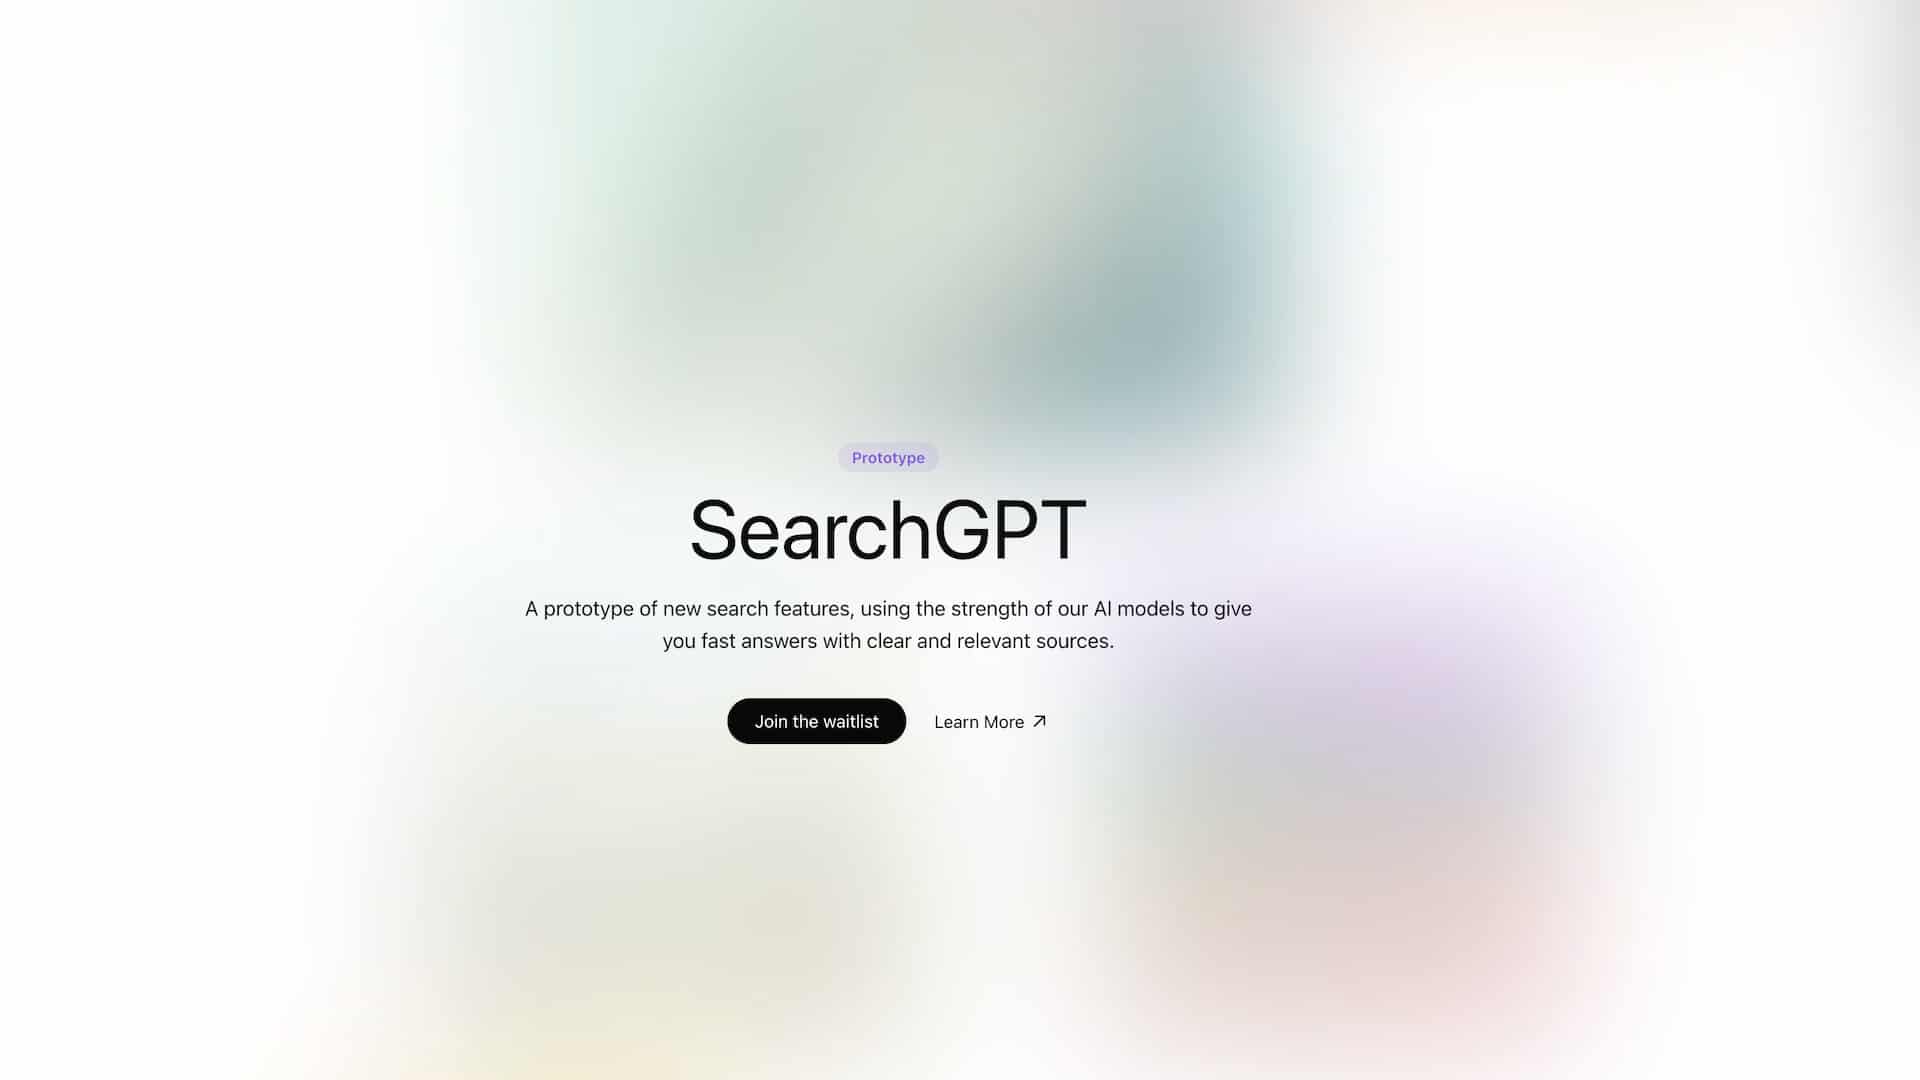 Prototype
SearchGPT
A prototype of new search features, using the strength of our AI models to give
you fast answers with clear and relevant sources.
Join the waitlist
Learn More ↗